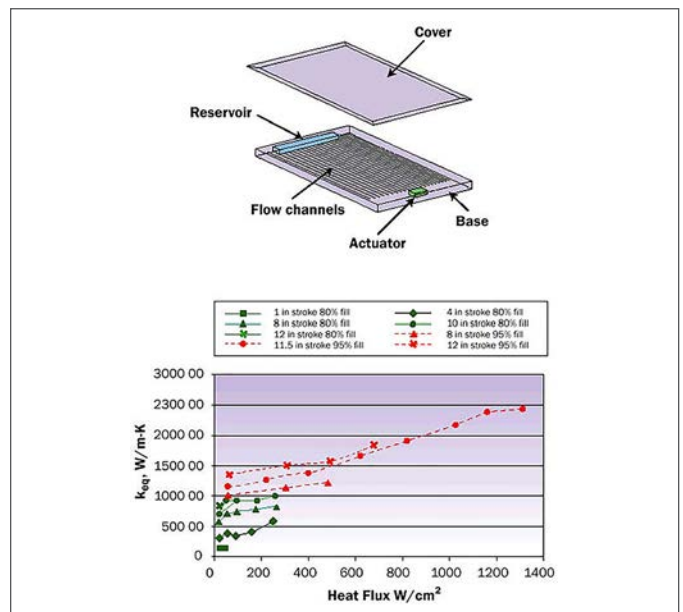 Cover
Reservoir
Flow channels
Base
Actuator
1 in stroke 80% fill 4 in stroke 80% fill
8 in stroke 80% fill 10 in stroke 80% fill
12 in stroke 80% fill 8 in stroke 95% fill
11.5 in stroke 95% fill 12 in stroke 95% fill
3000 00
2300 00
2000 00
1500 00
1000 00
500 00
0 00
keq, W/m·K
0 200 400 600 800 1000 1200 1400
Heat Flux W/cm²